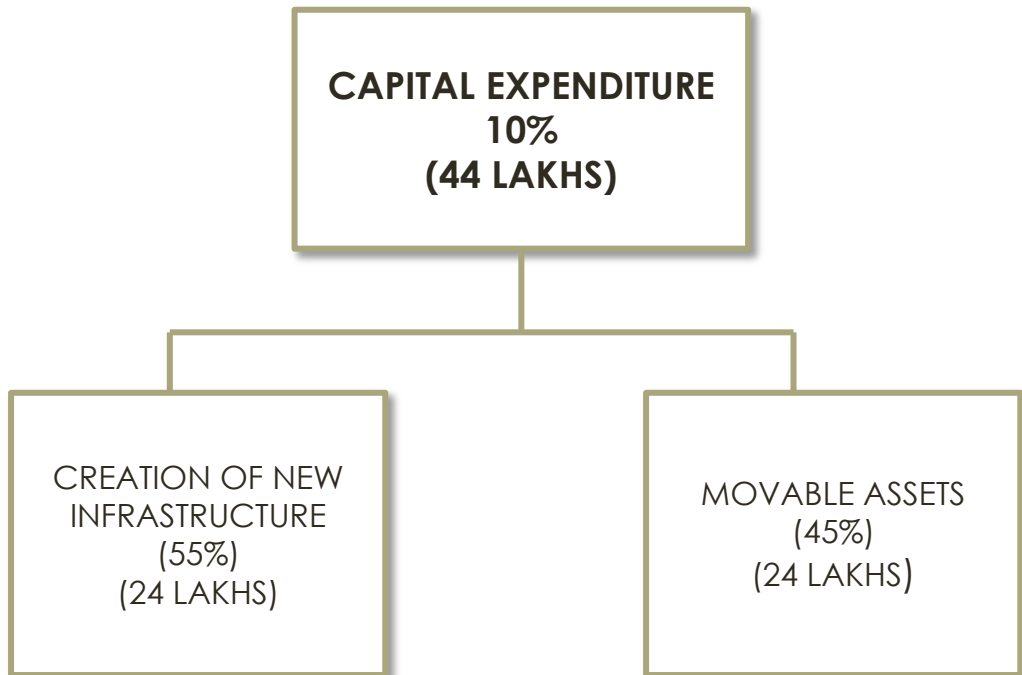 CAPITAL EXPENDITURE
10%
(44 LAKHS)
CREATION OF NEW
INFRASTRUCTURE
(55%)
(24 LAKHS)
MOVABLE ASSETS
(45%)
(24 LAKHS)